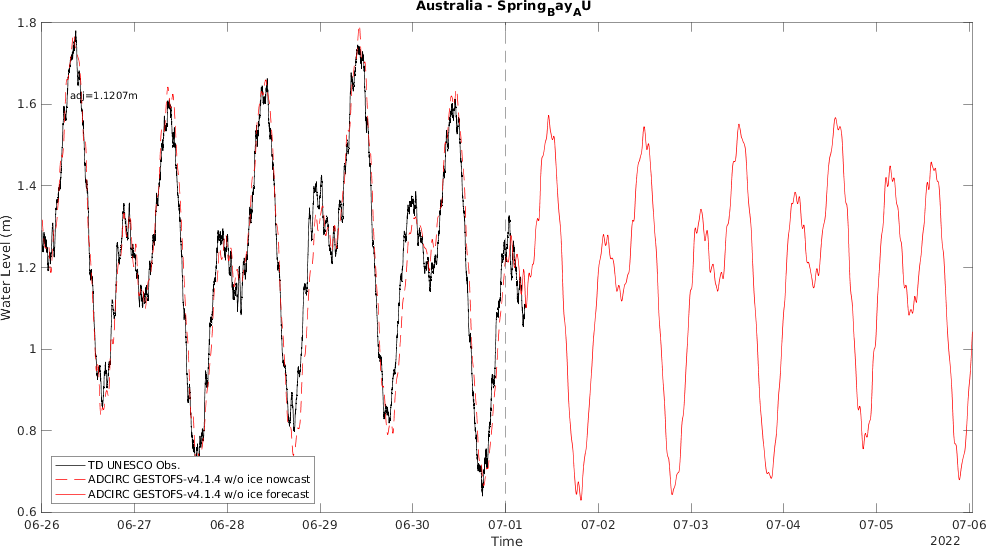 Australia - SpringBayAU
1.8
1.6
1.4
1.2
1
0.8
0.6
Water Level (m)
adj=1.1207m
TD UNESCO Obs.
ADCIRC GESTOFS-v4.1.4 w/o ice nowcast
ADCIRC GESTOFS-v4.1.4 w/o ice forecast
06-26 06-27 06-28 06-29 06-30 07-01 07-02 07-03 07-04 07-05 07-06
Time
2022